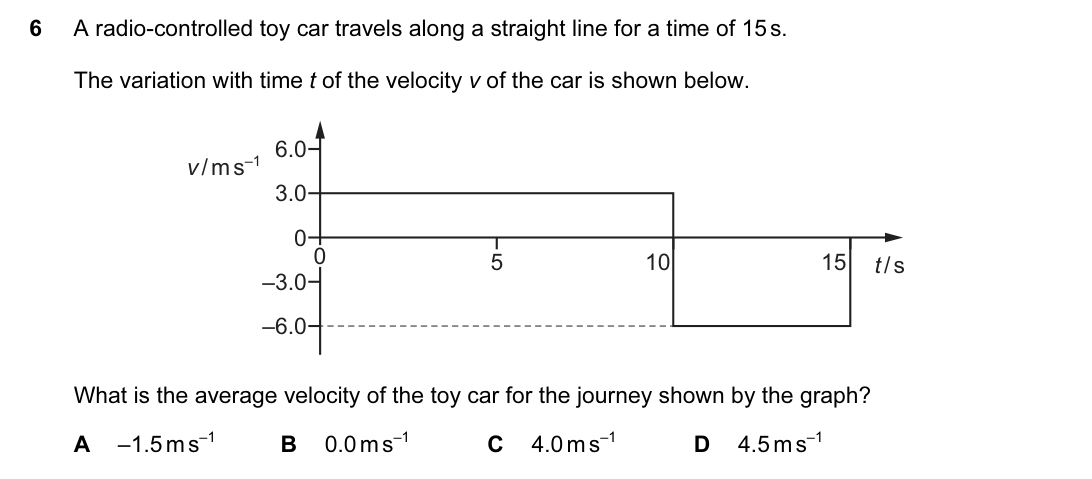 6 A radio-controlled toy car travels along a straight line for a time of 15 s.
The variation with time t of the velocity v of the car is shown below.
v/m s⁻¹
6.0
3.0
0
0
5
10
15
t/s
–3.0
–6.0
What is the average velocity of the toy car for the journey shown by the graph?
A –1.5 m s⁻¹ B 0.0 m s⁻¹ C 4.0 m s⁻¹ D 4.5 m s⁻¹